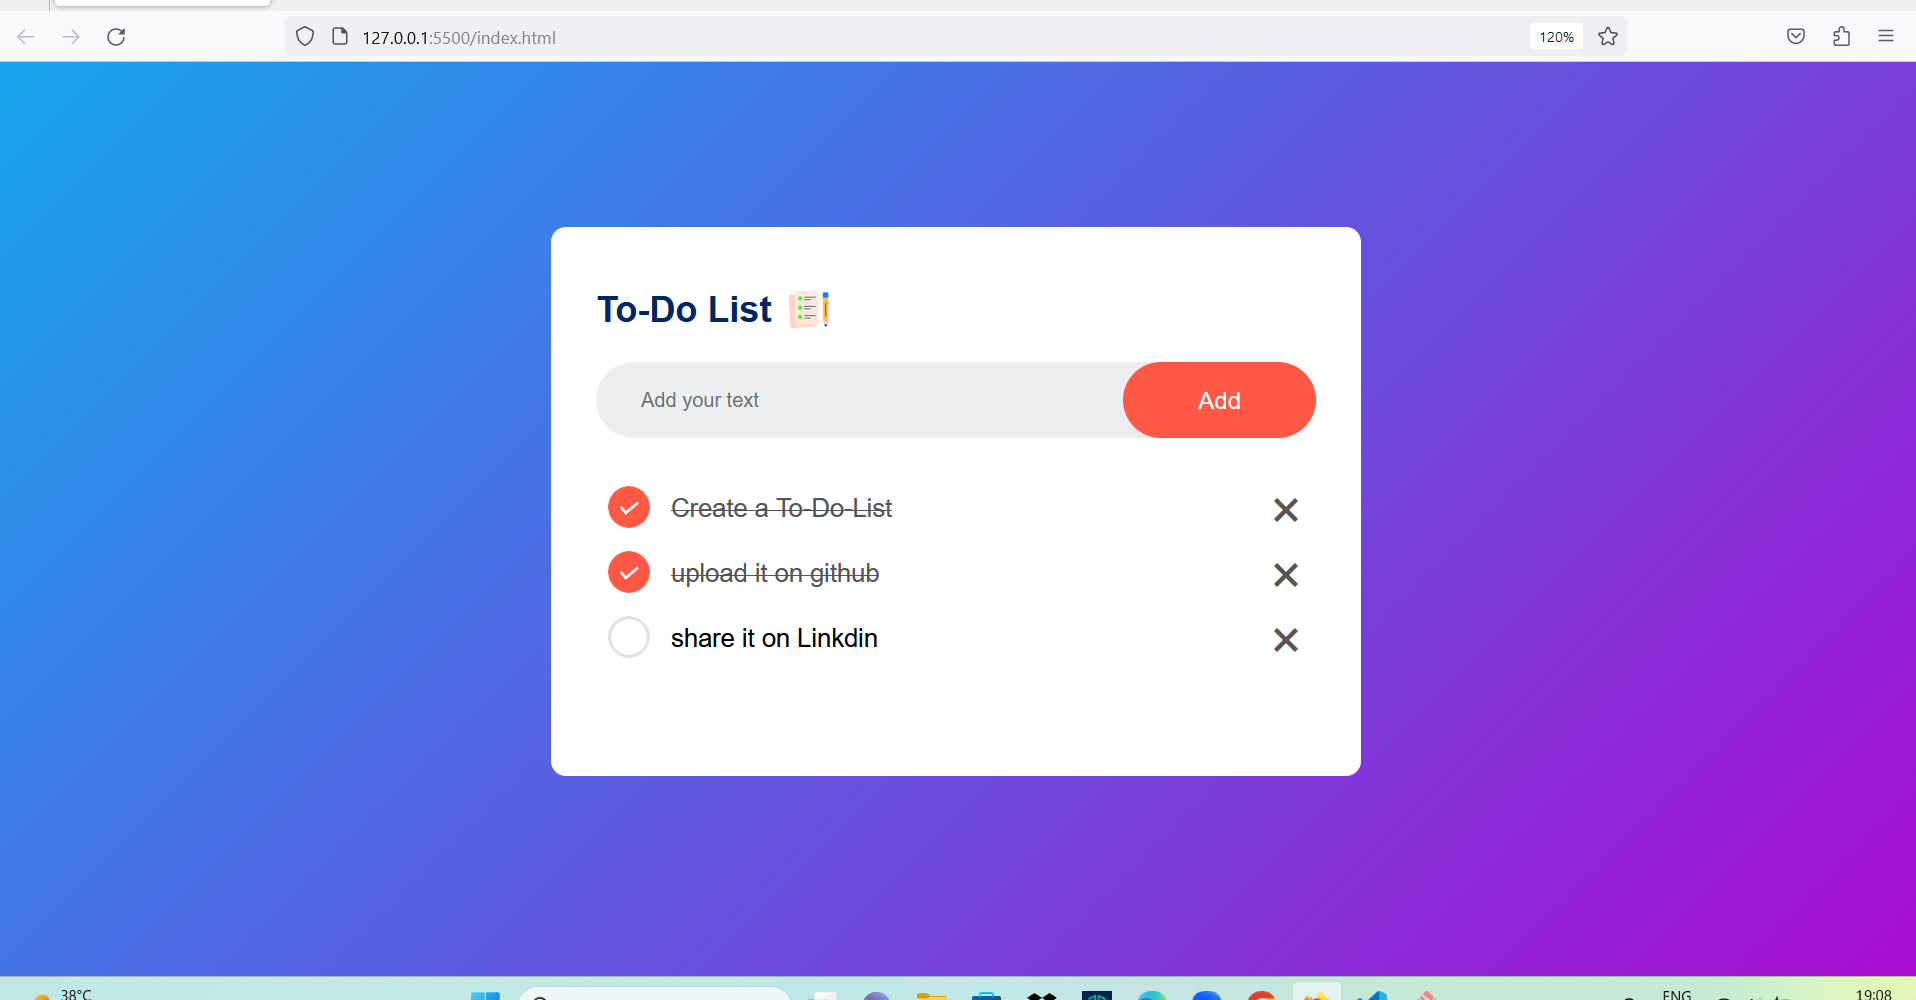 127.0.0.1:5500/index.html
120%
To-Do List
Add your text
Add
Create a To-Do-List
upload it on github
share it on Linkdin
38°C
ENG
19:08